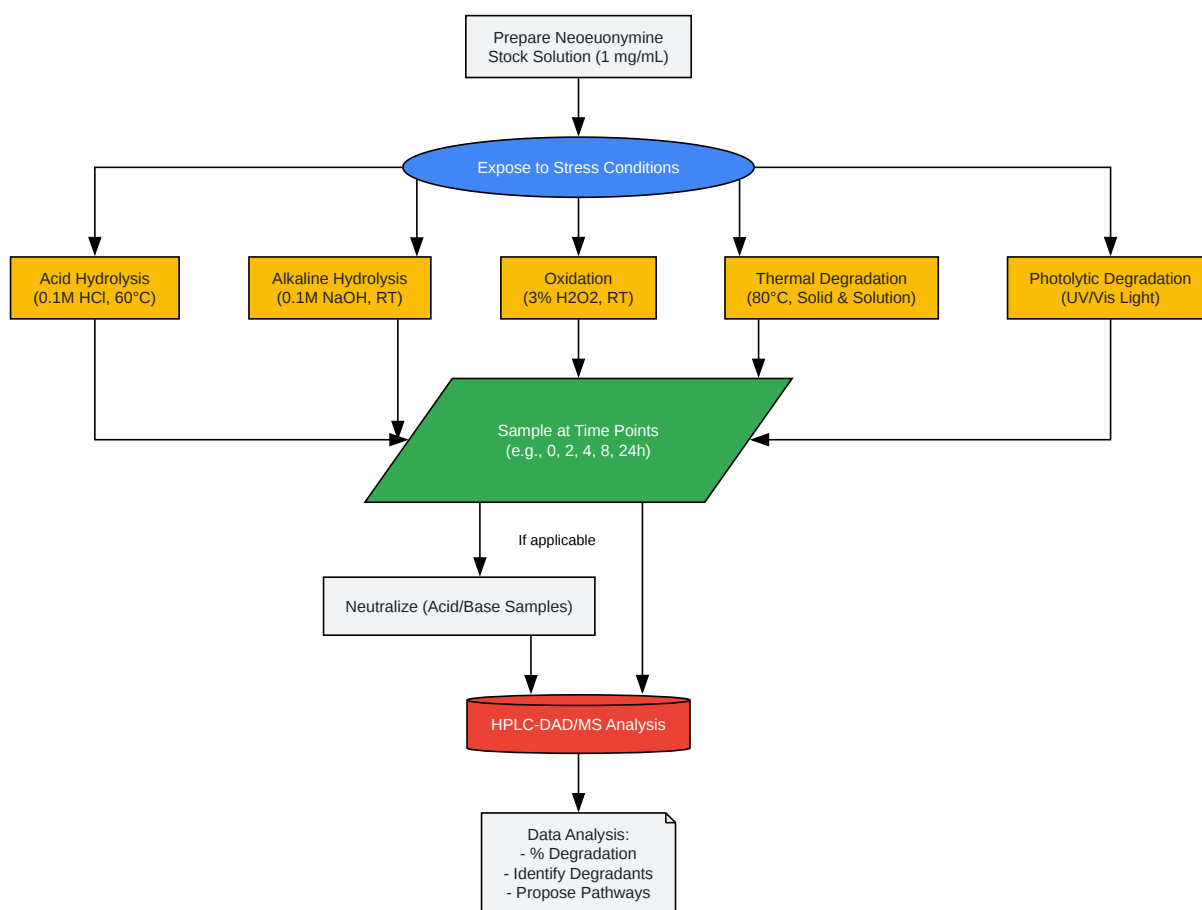 Prepare Neoeuonymine
Stock Solution (1 mg/mL)
Expose to Stress Conditions
Acid Hydrolysis
(0.1M HCl, 60°C)
Alkaline Hydrolysis
(0.1M NaOH, RT)
Oxidation
(3% H2O2, RT)
Thermal Degradation
(80°C, Solid & Solution)
Photolytic Degradation
(UV/Vis Light)
Sample at Time Points
(e.g., 0, 2, 4, 8, 24h)
If applicable
Neutralize (Acid/Base Samples)
HPLC-DAD/MS Analysis
Data Analysis:
- % Degradation
- Identify Degradants
- Propose Pathways